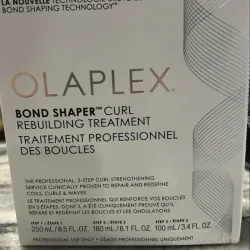 LA NOUVELLE TECHNOLOGIE
BOND SHAPING TECHNOLOGY™
OLAPLEX®
BOND SHAPER™ CURL
REBUILDING TREATMENT
TRAITEMENT PROFESSIONNEL
DES BOUCLES
THE PROFESSIONAL, 3-STEP CURL-STRENGTHENING
SERVICE CLINICALLY PROVEN TO REPAIR AND REDEFINE
COILS, CURLS & WAVES.
LE TRAITEMENT PROFESSIONNEL QUI RENFORCE VOS BOUCLES
EN 3 ÉTAPES, DONT IL A ÉTÉ CLINIQUEMENT PROUVÉ QU'IL
RÉPARE ET REDÉFINIT LES BOUCLES ET LES ONDULATIONS
STEP 1 | ÉTAPE 1 STEP 2 | ÉTAPE 2 STEP 3 | ÉTAPE 3
250 mL/8.5 FL. OZ. 180 mL/6.1 FL. OZ. 100 mL/3.4 FL. OZ.
PROFESSIONAL USE ONLY • USAGE PROFESSIONNEL UNIQUEMENT